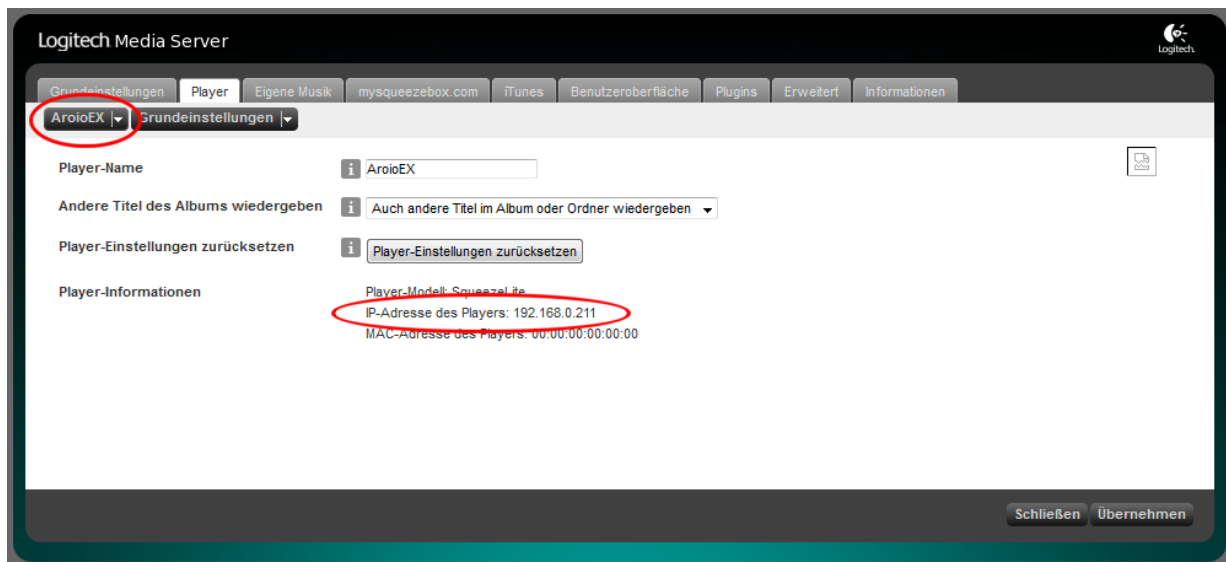 Logitech Media Server
Logitech
Grundeinstellungen Player Eigene Musik mysqueezebox.com iTunes Benutzeroberfläche Plugins Erweitert Informationen
AroioEX Grundeinstellungen
Player-Name i AroioEX
Andere Titel des Albums wiedergeben i Auch andere Titel im Album oder Ordner wiedergeben
Player-Einstellungen zurücksetzen i Player-Einstellungen zurücksetzen
Player-Informationen Player-Modell: SqueezeLite
IP-Adresse des Players: 192.168.0.211
MAC-Adresse des Players: 00:00:00:00:00:00
Schließen Übernehmen